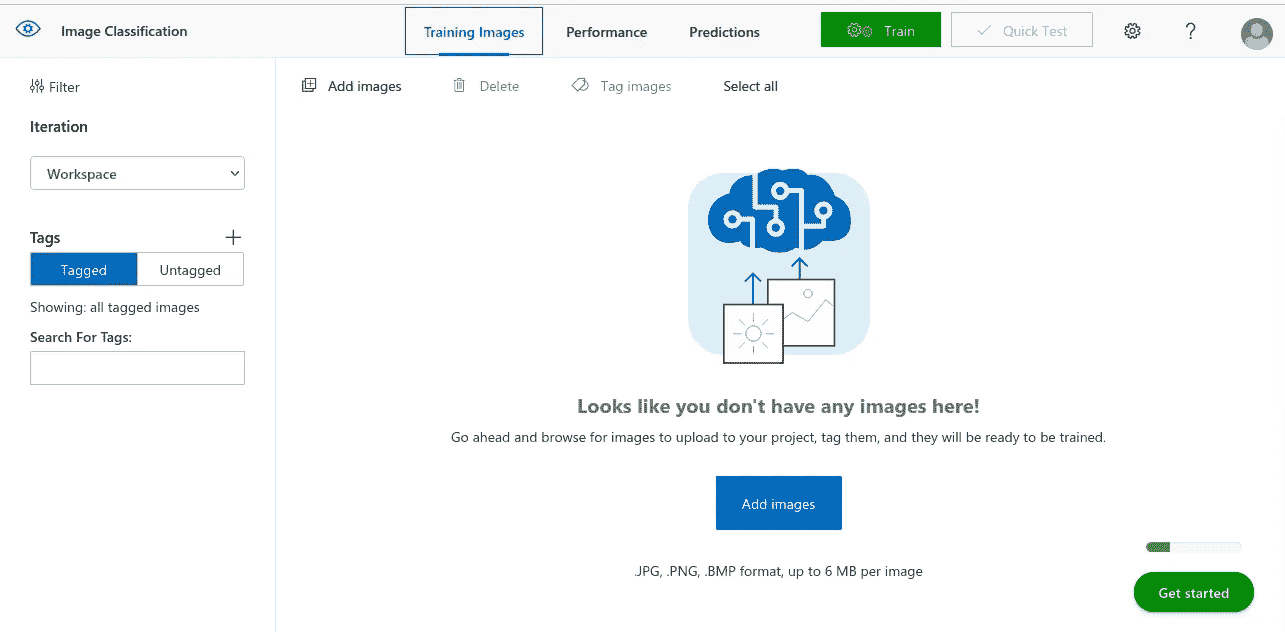 Image Classification
Training Images
Performance
Predictions
Train
Quick Test
?
Filter
Iteration
Workspace
Tags
Tagged
Untagged
Showing: all tagged images
Search For Tags:
Add images
Delete
Tag images
Select all
Looks like you don't have any images here!
Go ahead and browse for images to upload to your project, tag them, and they will be ready to be trained.
Add images
.JPG, .PNG, .BMP format, up to 6 MB per image
Get started